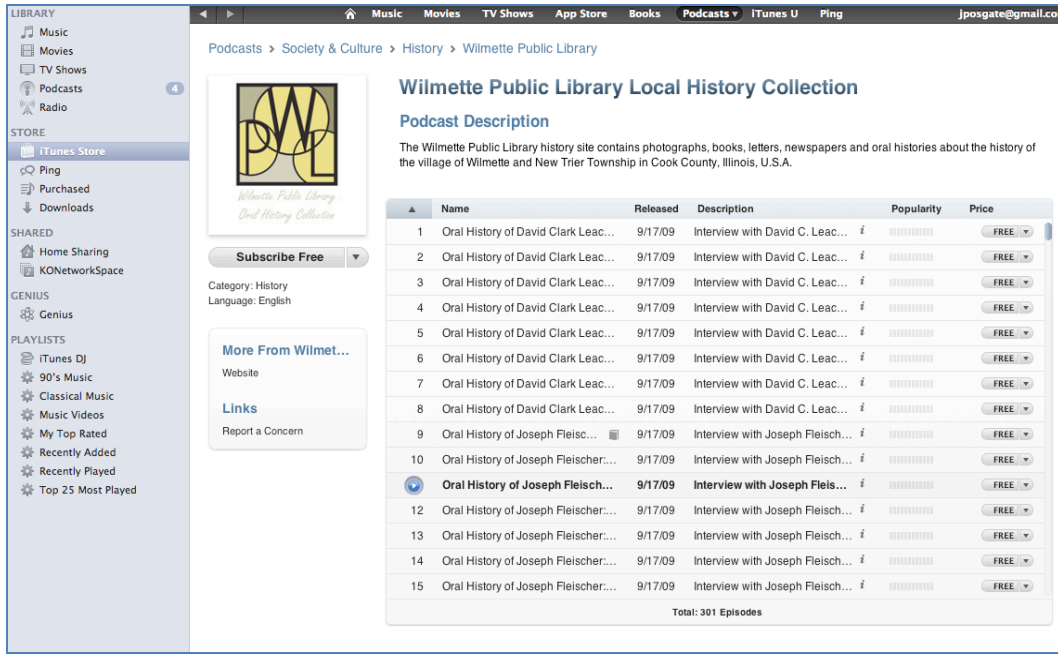 LIBRARY
Music
Movies
TV Shows
Podcasts 4
Radio
STORE
iTunes Store
Ping
Purchased
Downloads
SHARED
Home Sharing
KONetworkSpace
GENIUS
Genius
PLAYLISTS
iTunes DJ
90's Music
Classical Music
Music Videos
My Top Rated
Recently Added
Recently Played
Top 25 Most Played
Music Movies TV Shows App Store Books Podcasts iTunes U Ping jposgate@gmail.co
Podcasts > Society & Culture > History > Wilmette Public Library
PWL
Wilmette Public Library
Oral History Collection
Subscribe Free
Category: History
Language: English
More From Wilmet...
Website
Links
Report a Concern
Wilmette Public Library Local History Collection
Podcast Description
The Wilmette Public Library history site contains photographs, books, letters, newspapers and oral histories about the history of
the village of Wilmette and New Trier Township in Cook County, Illinois, U.S.A.
Name Released Description Popularity Price
1 Oral History of David Clark Leac... 9/17/09 Interview with David C. Leac... i FREE
2 Oral History of David Clark Leac... 9/17/09 Interview with David C. Leac... i FREE
3 Oral History of David Clark Leac... 9/17/09 Interview with David C. Leac... i FREE
4 Oral History of David Clark Leac... 9/17/09 Interview with David C. Leac... i FREE
5 Oral History of David Clark Leac... 9/17/09 Interview with David C. Leac... i FREE
6 Oral History of David Clark Leac... 9/17/09 Interview with David C. Leac... i FREE
7 Oral History of David Clark Leac... 9/17/09 Interview with David C. Leac... i FREE
8 Oral History of David Clark Leac... 9/17/09 Interview with David C. Leac... i FREE
9 Oral History of Joseph Fleisc... 9/17/09 Interview with Joseph Fleisch... i FREE
10 Oral History of Joseph Fleischer:... 9/17/09 Interview with Joseph Fleisch... i FREE
Oral History of Joseph Fleisch... 9/17/09 Interview with Joseph Fleis... i FREE
12 Oral History of Joseph Fleischer:... 9/17/09 Interview with Joseph Fleisch... i FREE
13 Oral History of Joseph Fleischer:... 9/17/09 Interview with Joseph Fleisch... i FREE
14 Oral History of Joseph Fleischer:... 9/17/09 Interview with Joseph Fleisch... i FREE
15 Oral History of Joseph Fleischer:... 9/17/09 Interview with Joseph Fleisch... i FREE
Total: 301 Episodes